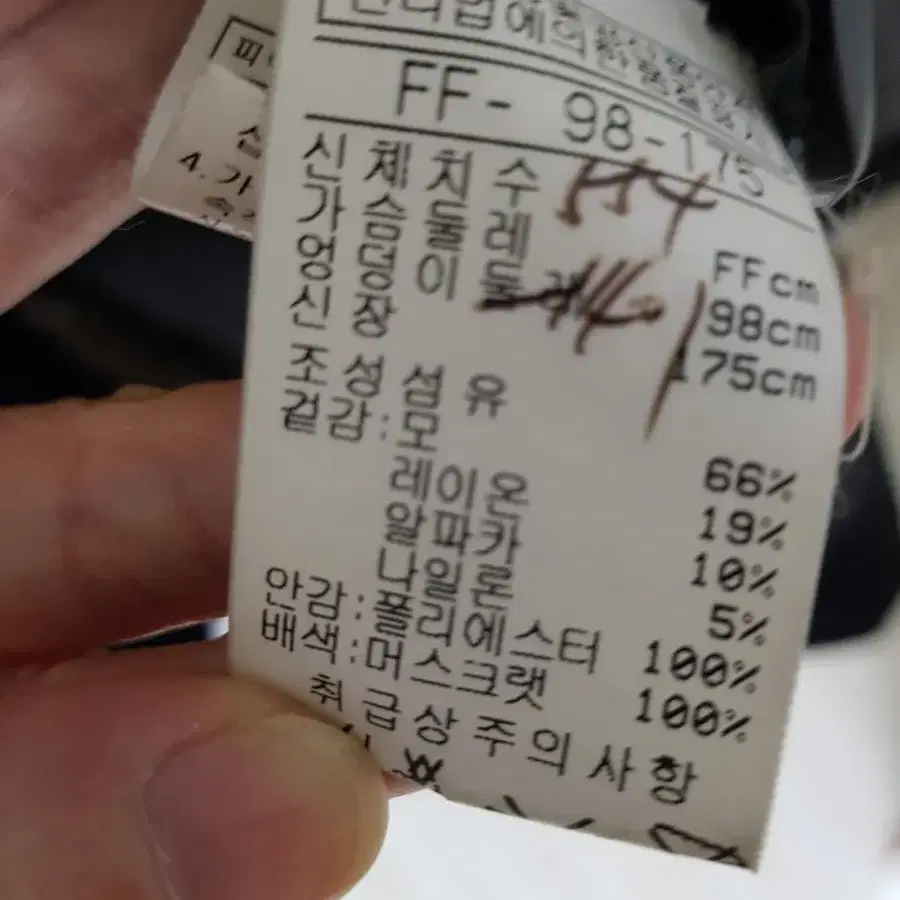 FF- 98-175
신체치수
가슴둘레 FFcm
엉덩이둘레 98cm
신장 175cm
조성섬유
겉감:모 66%
레이온 19%
알파카 10%
나일론 5%
안감:폴리에스터 100%
배색:머스크랫 100%
취급상주의사항
4.가